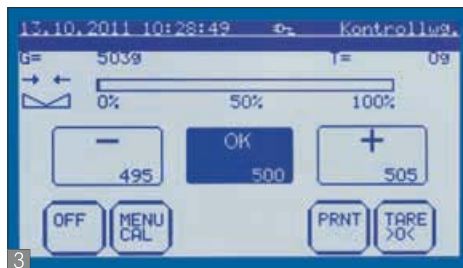 13.10.2011 10:28:49 Kontrollwg.
G= 503g T= 0g
0% 50% 100%
− OK +
495 500 505
OFF MENU CAL PRNT TARE >0<
3